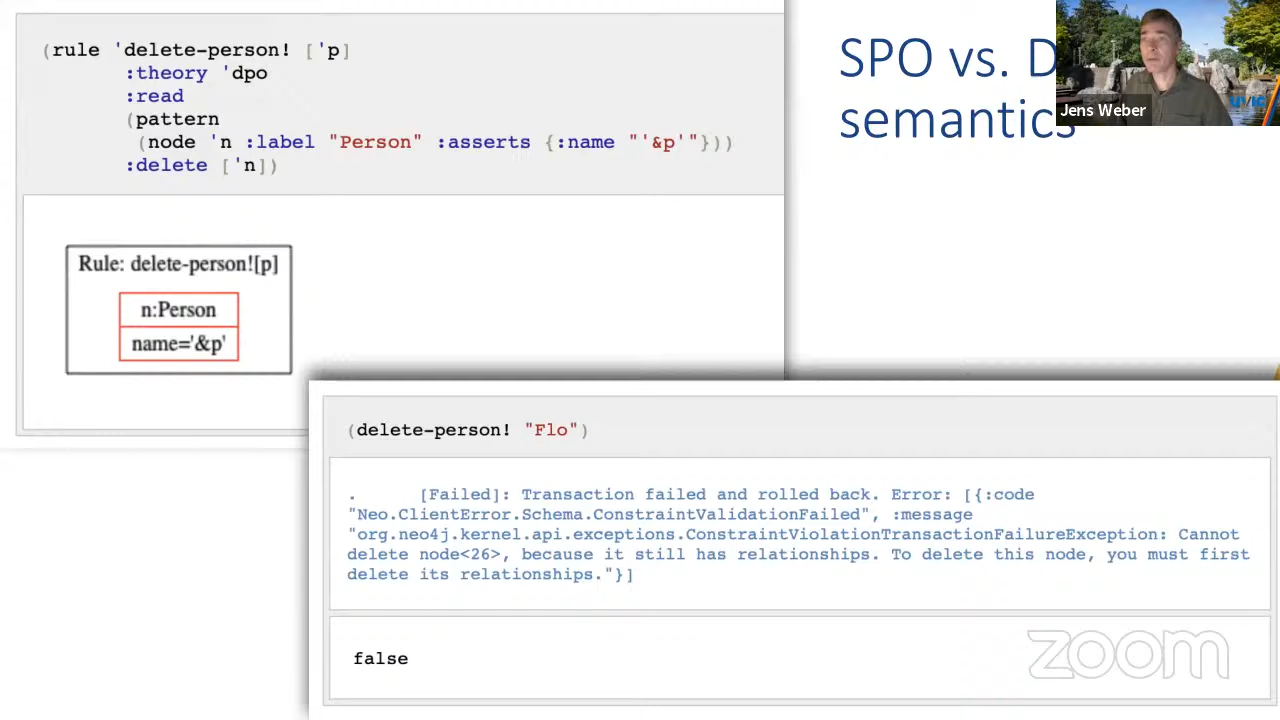 (rule 'delete-person! ['p]
:theory 'dpo
:read
(pattern
(node 'n :label "Person" :asserts {:name "'&p'"}))
:delete ['n])
Rule: delete-person![p]
n:Person
name='&p'
SPO vs. D
semantics
Jens Weber
(delete-person! "Flo")
. [Failed]: Transaction failed and rolled back. Error: [{:code
"Neo.ClientError.Schema.ConstraintValidationFailed", :message
"org.neo4j.kernel.api.exceptions.ConstraintViolationTransactionFailureException: Cannot
delete node<26>, because it still has relationships. To delete this node, you must first
delete its relationships."}]
false
zoom